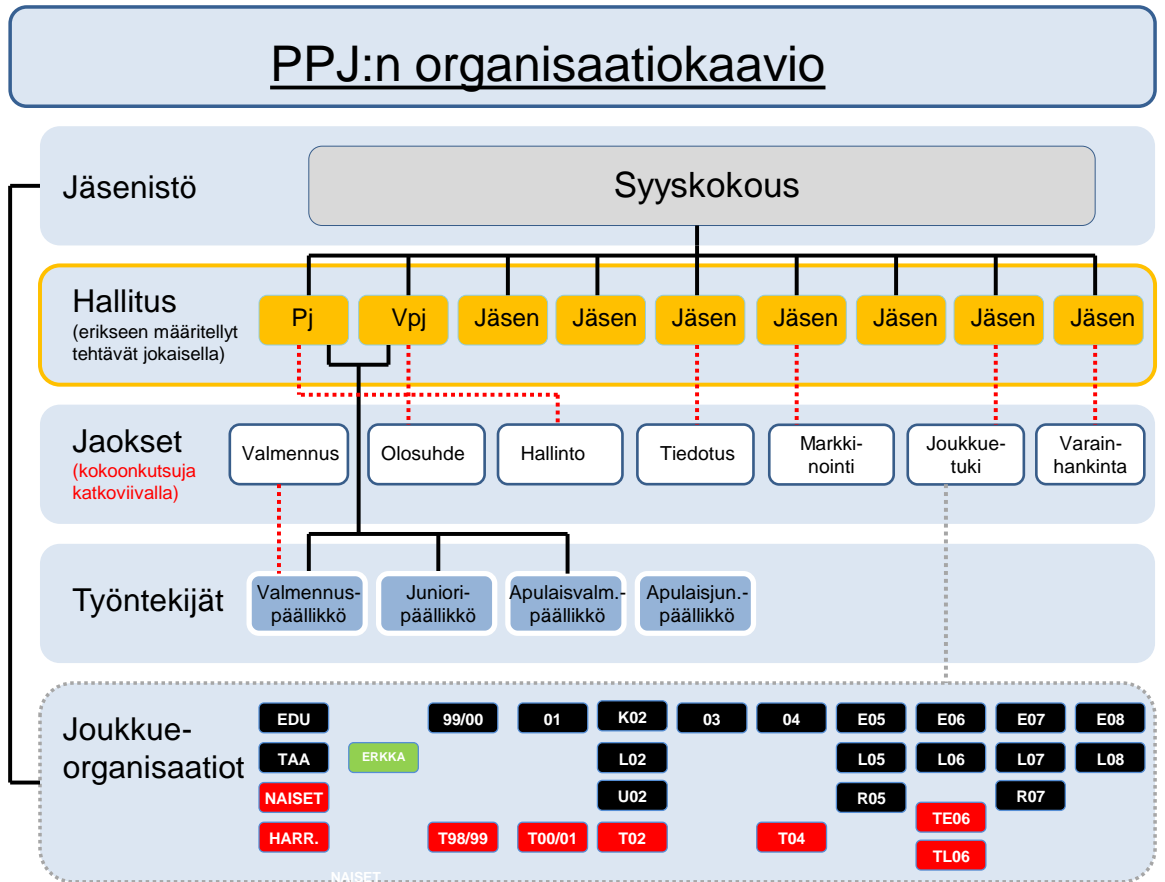 PPJ:n organisaatiokaavio
Jäsenistö
Syyskokous
Hallitus
(erikseen määritellyt
tehtävät jokaisella)
Pj
Vpj
Jäsen
Jäsen
Jäsen
Jäsen
Jäsen
Jäsen
Jäsen
Jaokset
(kokoonkutsuja
katkoviivalla)
Valmennus
Olosuhde
Hallinto
Tiedotus
Markki-
nointi
Joukkue-
tuki
Varain-
hankinta
Työntekijät
Valmennus-
päällikkö
Juniori-
päällikkö
Apulaisvalm.-
päällikkö
Apulaisjun.-
päällikkö
Joukkue-
organisaatiot
EDU
99/00
01
K02
03
04
E05
E06
E07
E08
TAA
ERKKA
L02
L05
L06
L07
L08
NAISET
U02
R05
R07
TE06
HARR.
T98/99
T00/01
T02
T04
TL06
NAISET